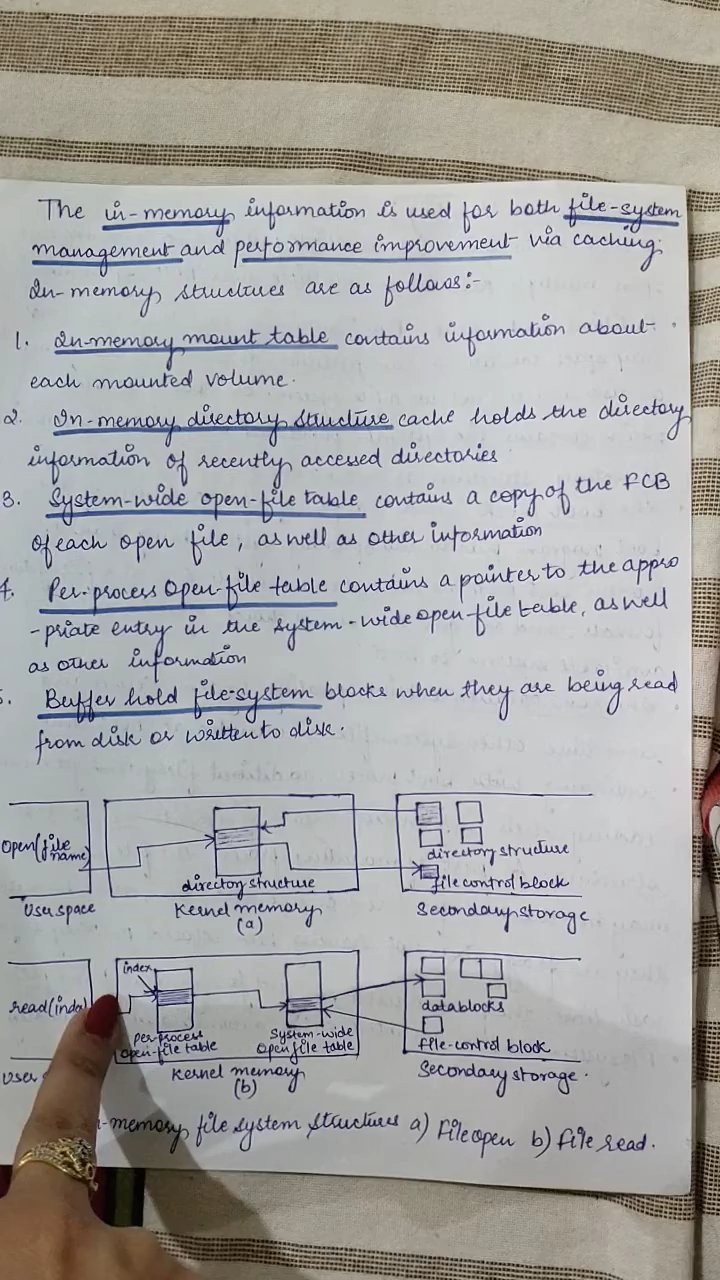 The in-memory information is used for both file-system
management and performance improvement via caching.
In-memory structures are as follows:-
1. In-memory mount table contains information about
each mounted volume.
2. In-memory directory structure cache holds the directory
information of recently accessed directories
3. System-wide open-file table contains a copy of the FCB
of each open file, as well as other information
4. Per-process open-file table contains a pointer to the appro
-priate entry in the system-wide open-file table, as well
as other information
5. Buffer hold file-system blocks when they are being read
from disk or written to disk.
open(file
name)
directory structure
directory structure
file control block
User space
Kernel memory
(a)
Secondary storage
index
read(index)
data blocks
per-process
open-file table
System-wide
open file table
file-control block
User
Kernel memory
(b)
Secondary storage.
-memory file system structures a) File open b) file read.